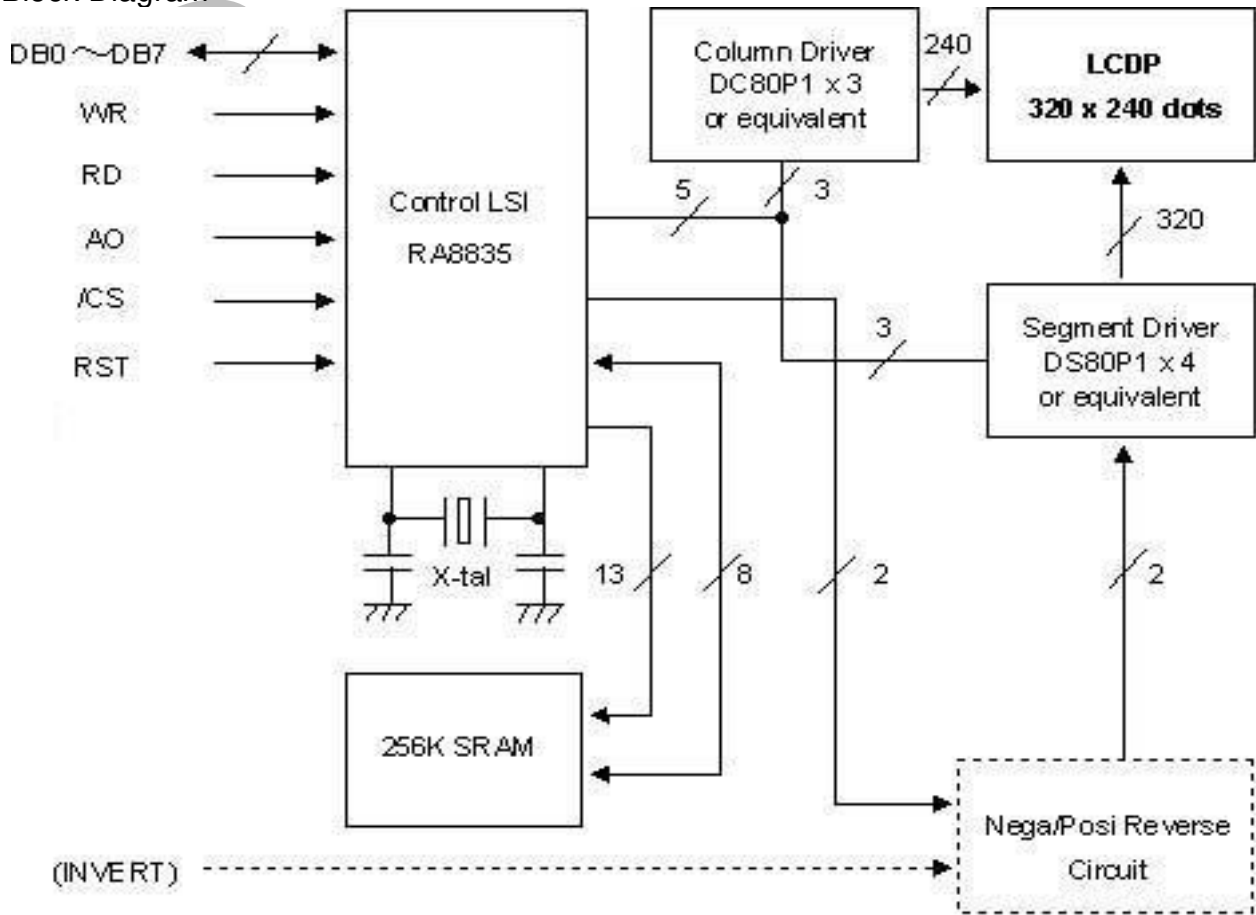 Block Diagram
DB0～DB7
WR
RD
AO
/CS
RST
Control LSI
RA8835
Column Driver
DC80P1 x 3
or equivalent
240
LCDP
320 x 240 dots
5
3
320
3
Segment Driver
DS80P1 x 4
or equivalent
X-tal
13
8
2
2
256K SRAM
Nega/Posi Reverse
Circuit
(INVERT)